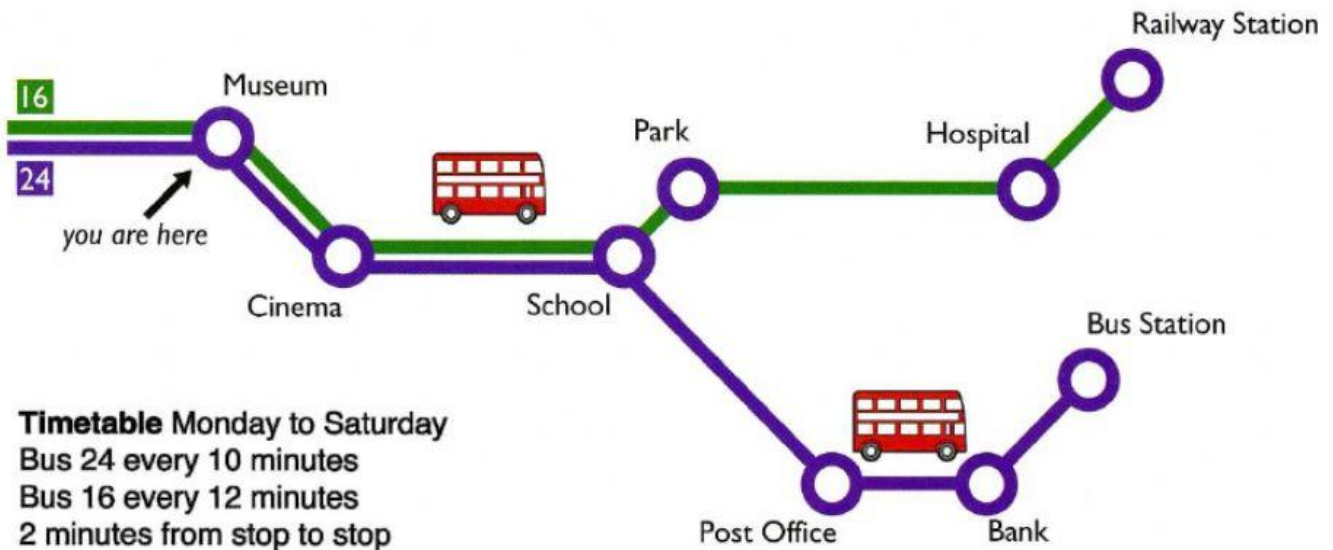 Railway Station
16
Museum
Park
Hospital
24
you are here
Cinema
School
Bus Station
Timetable Monday to Saturday
Bus 24 every 10 minutes
Bus 16 every 12 minutes
2 minutes from stop to stop
Post Office
Bank